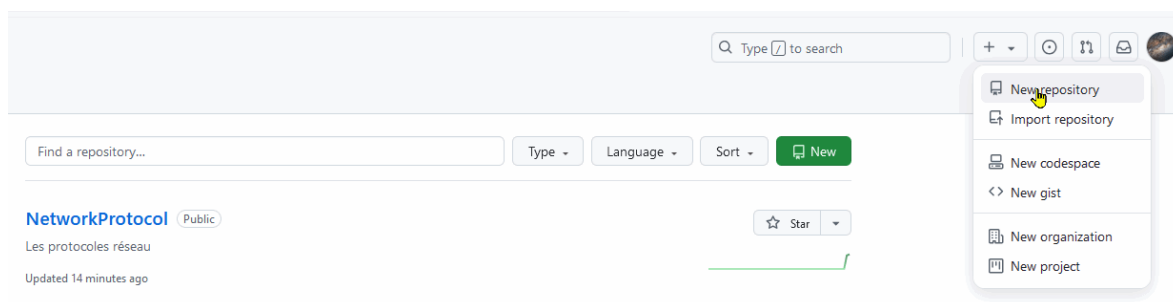 Type / to search
New repository
Import repository
New codespace
New gist
New organization
New project
Find a repository...
Type
Language
Sort
New
NetworkProtocol Public
Star
Les protocoles réseau
Updated 14 minutes ago